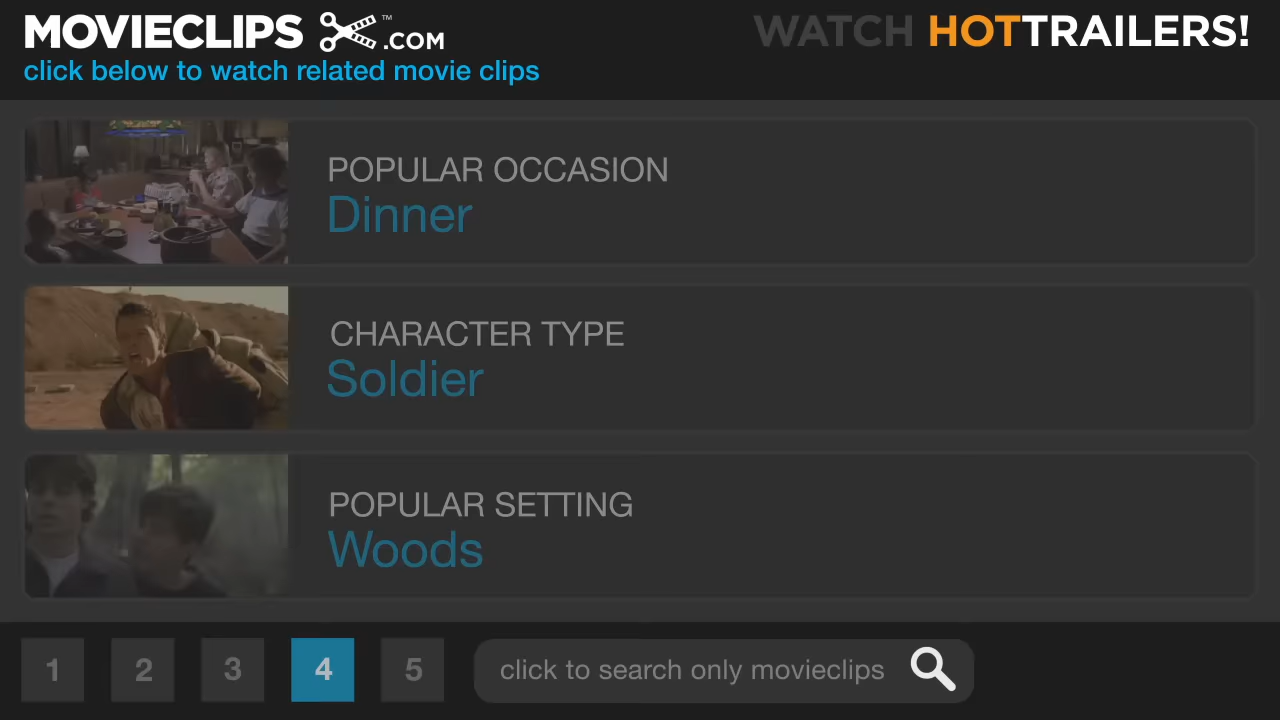 MOVIECLIPS ™ .COM
WATCH HOTTRAILERS!
click below to watch related movie clips
POPULAR OCCASION
Dinner
CHARACTER TYPE
Soldier
POPULAR SETTING
Woods
1 2 3 4 5
click to search only movieclips